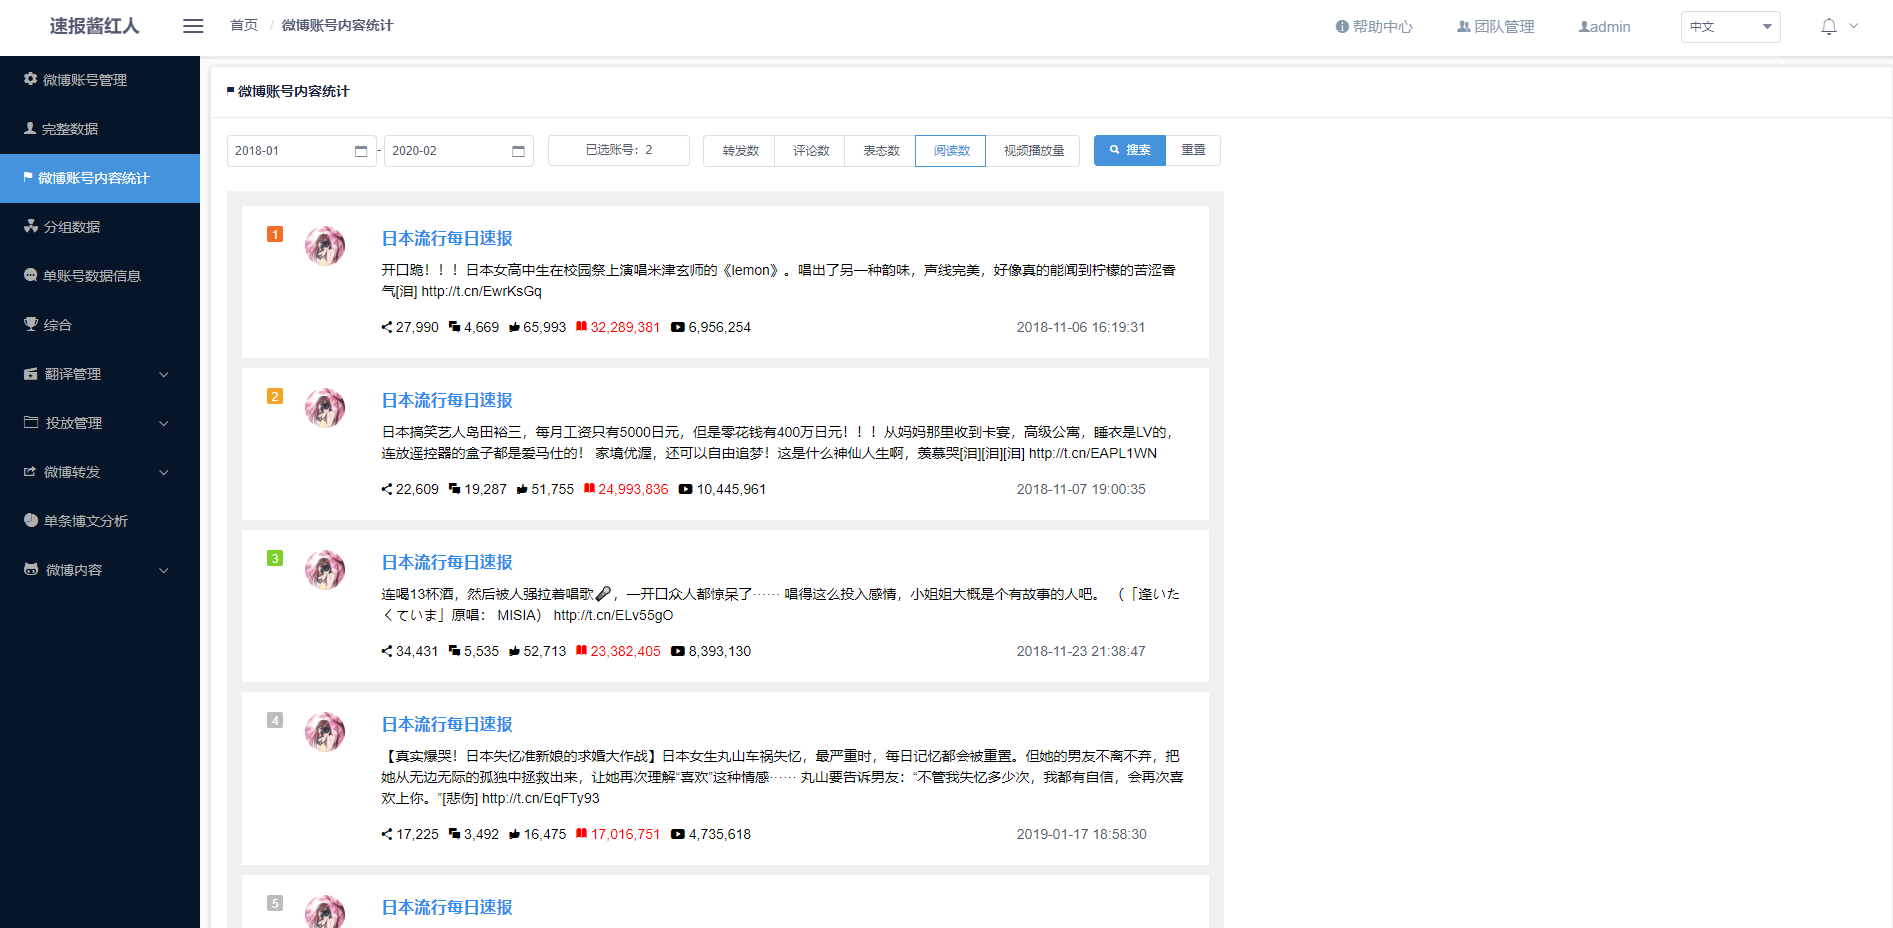 速报酱红人
首页 / 微博账号内容统计
帮助中心
团队管理
admin
中文
微博账号管理
完整数据
微博账号内容统计
分组数据
单账号数据信息
综合
翻译管理
投放管理
微博转发
单条博文分析
微博内容
微博账号内容统计
2018-01 - 2020-02 已选账号：2 转发数 评论数 表态数 阅读数 视频播放量 搜索 重置
1 日本流行每日速报
开口跪！！！日本女高中生在校园祭上演唱米津玄师的《lemon》。唱出了另一种韵味，声线完美，好像真的能闻到柠檬的苦涩香
气[泪] http://t.cn/EwrKsGq
27,990 4,669 65,993 32,289,381 6,956,254 2018-11-06 16:19:31
2 日本流行每日速报
日本搞笑艺人岛田裕三，每月工资只有5000日元，但是零花钱有400万日元！！！从妈妈那里收到卡宴，高级公寓，睡衣是LV的，
连放遥控器的盒子都是爱马仕的！ 家境优渥，还可以自由追梦！这是什么神仙人生啊，羡慕哭[泪][泪][泪] http://t.cn/EAPL1WN
22,609 19,287 51,755 24,993,836 10,445,961 2018-11-07 19:00:35
3 日本流行每日速报
连喝13杯酒，然后被人强拉着唱歌🎤，一开口众人都惊呆了…… 唱得这么投入感情，小姐姐大概是个有故事的人吧。 （「逢いた
くていま」原唱： MISIA） http://t.cn/ELv55gO
34,431 5,535 52,713 23,382,405 8,393,130 2018-11-23 21:38:47
4 日本流行每日速报
【真实爆哭！日本失忆准新娘的求婚大作战】日本女生丸山车祸失忆，最严重时，每日记忆都会被重置。但她的男友不离不弃，把
她从无边无际的孤独中拯救出来，让她再次理解“喜欢”这种情感…… 丸山要告诉男友：“不管我失忆多少次，我都有自信，会再次喜
欢上你。”[悲伤] http://t.cn/EqFTy93
17,225 3,492 16,475 17,016,751 4,735,618 2019-01-17 18:58:30
5 日本流行每日速报